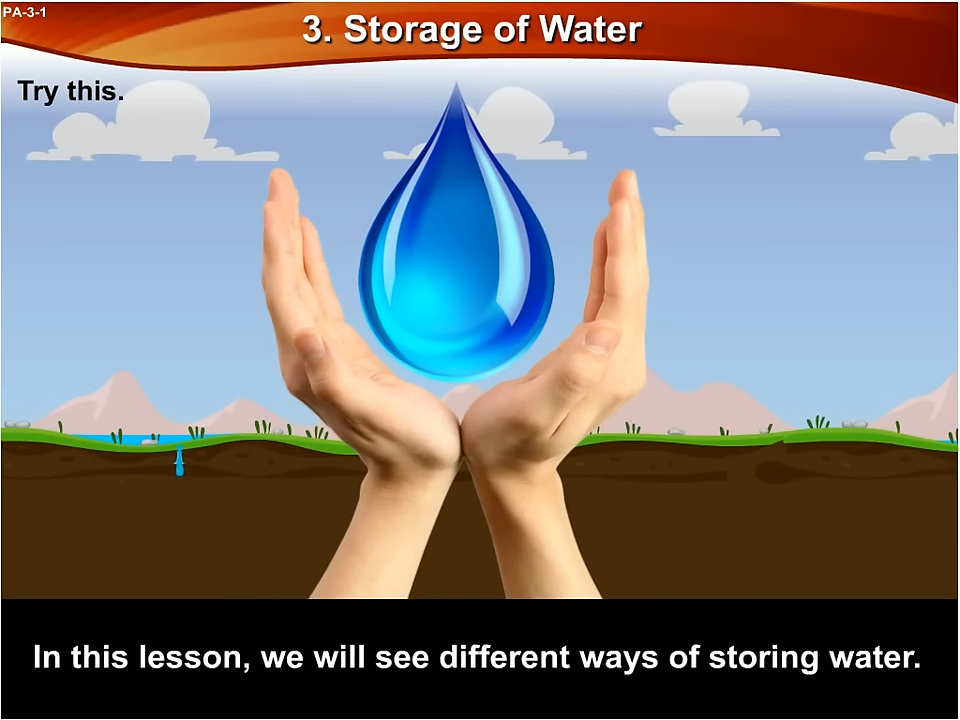 PA-3-1
3. Storage of Water
Try this.
In this lesson, we will see different ways of storing water.